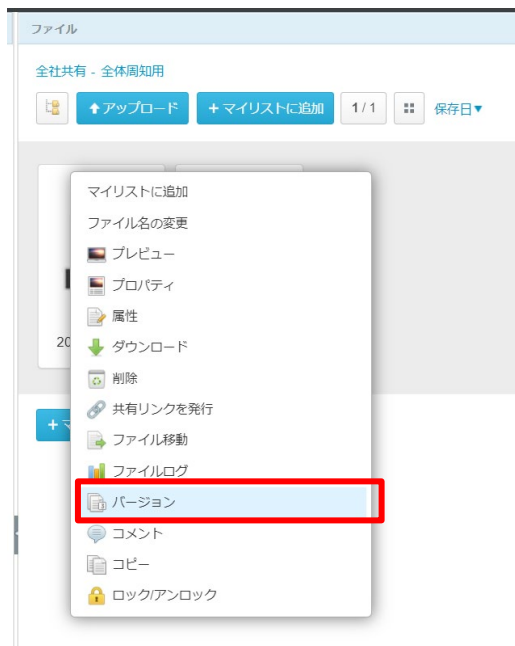 ファイル
全社共有 - 全体周知用
アップロード +マイリストに追加 1 / 1 保存日▼
マイリストに追加
ファイル名の変更
プレビュー
プロパティ
属性
20
ダウンロード
削除
共有リンクを発行
ファイル移動
+マ
ファイルログ
バージョン
コメント
コピー
ロック/アンロック